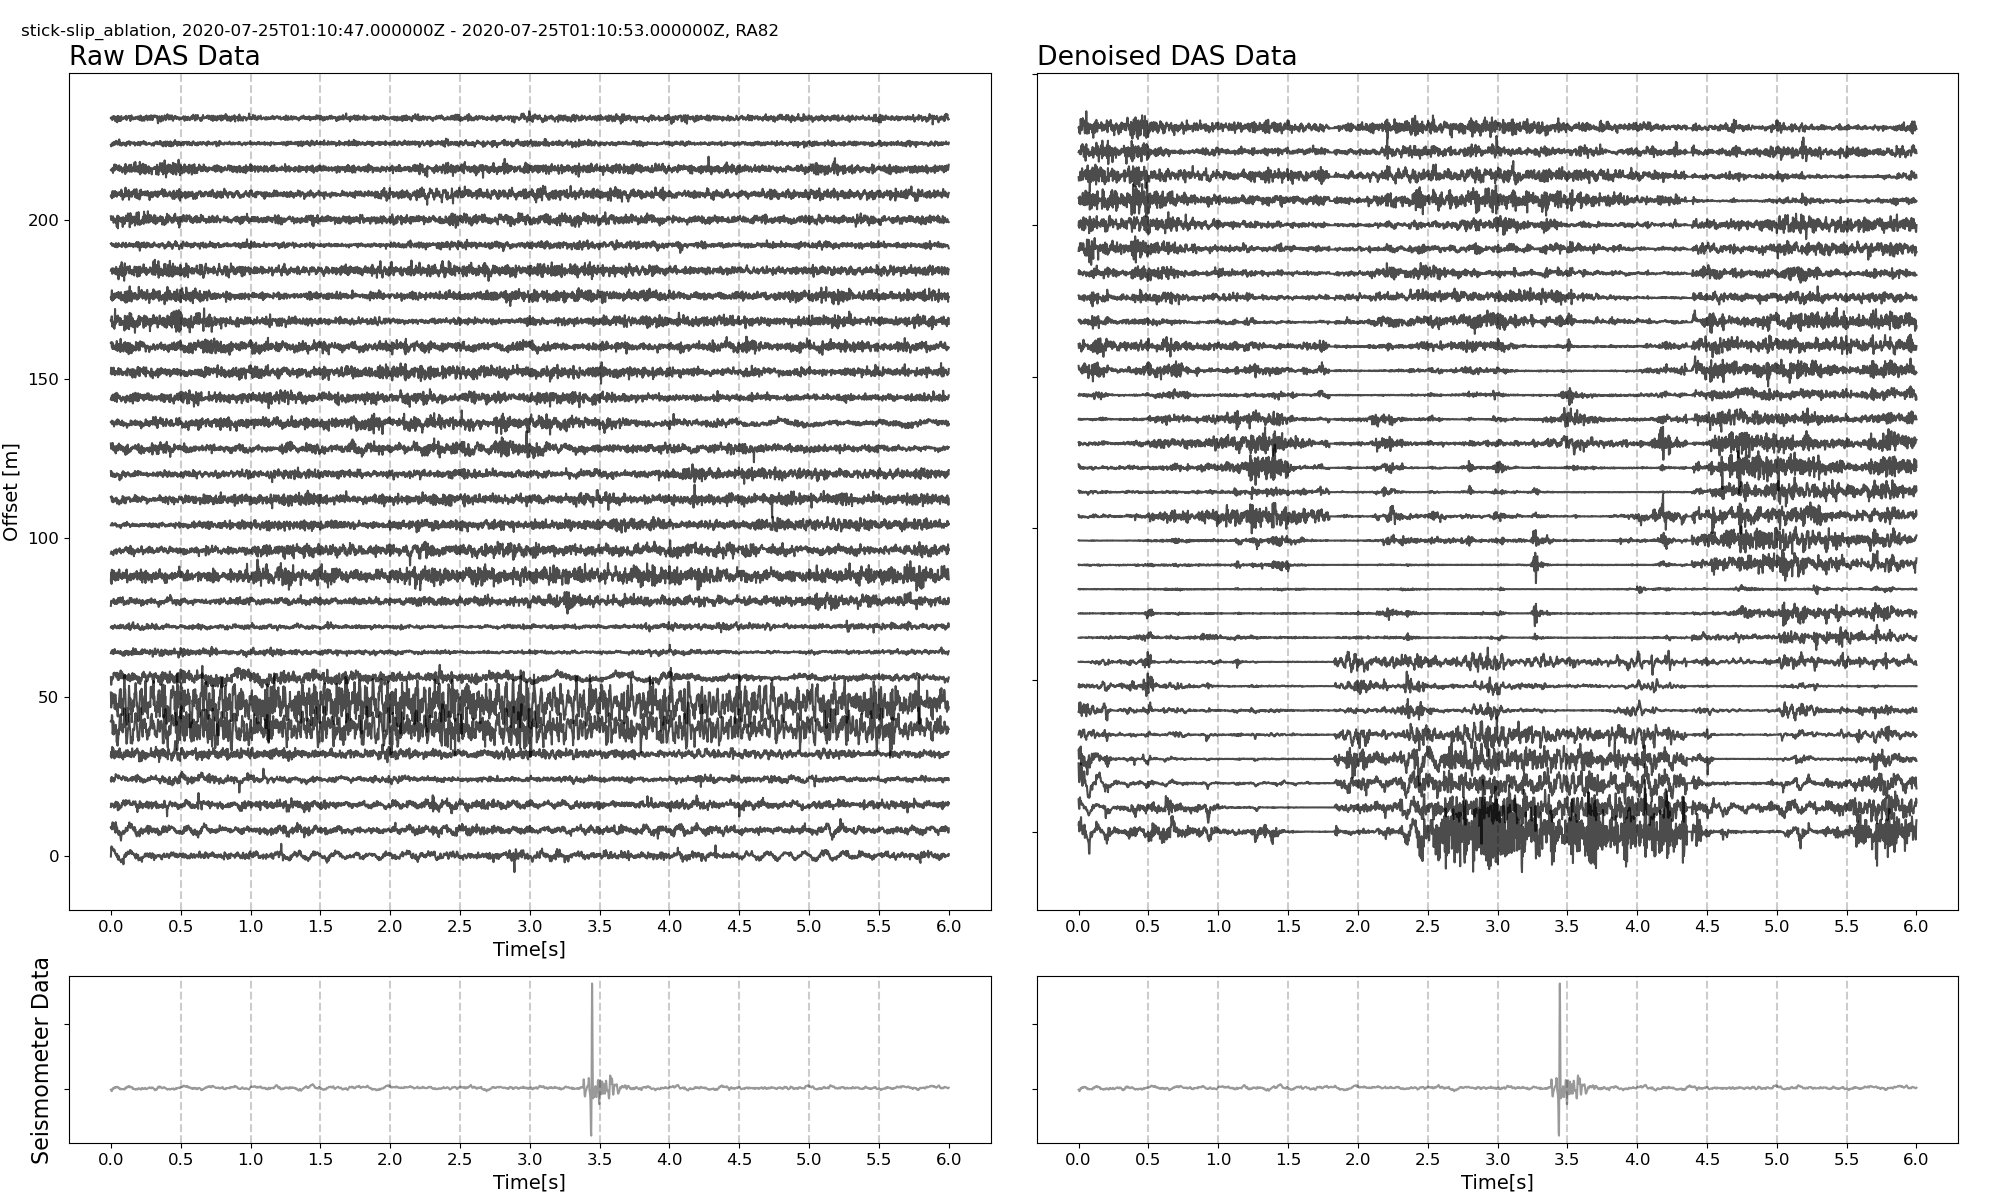 stick-slip_ablation, 2020-07-25T01:10:47.000000Z - 2020-07-25T01:10:53.000000Z, RA82
Raw DAS Data
Denoised DAS Data
Offset [m]
200
150
100
50
0
0.0 0.5 1.0 1.5 2.0 2.5 3.0 3.5 4.0 4.5 5.0 5.5 6.0
Time[s]
0.0 0.5 1.0 1.5 2.0 2.5 3.0 3.5 4.0 4.5 5.0 5.5 6.0
Seismometer Data
0.0 0.5 1.0 1.5 2.0 2.5 3.0 3.5 4.0 4.5 5.0 5.5 6.0
Time[s]
0.0 0.5 1.0 1.5 2.0 2.5 3.0 3.5 4.0 4.5 5.0 5.5 6.0
Time[s]